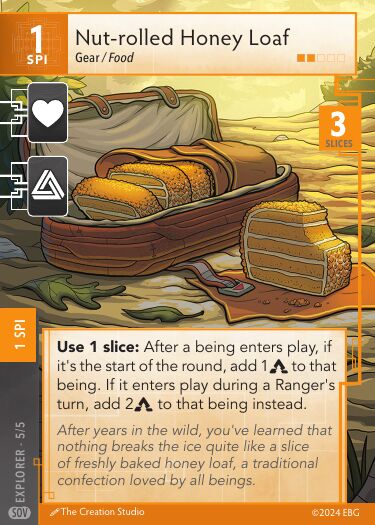 1
SPI
Nut-rolled Honey Loaf
Gear / Food
3
SLICES
1 SPI
Use 1 slice: After a being enters play, if
it's the start of the round, add 1 to that
being. If it enters play during a Ranger's
turn, add 2 to that being instead.
After years in the wild, you've learned that
nothing breaks the ice quite like a slice
of freshly baked honey loaf, a traditional
confection loved by all beings.
SOV EXPLORER - 5/5
The Creation Studio
©2024 EBG